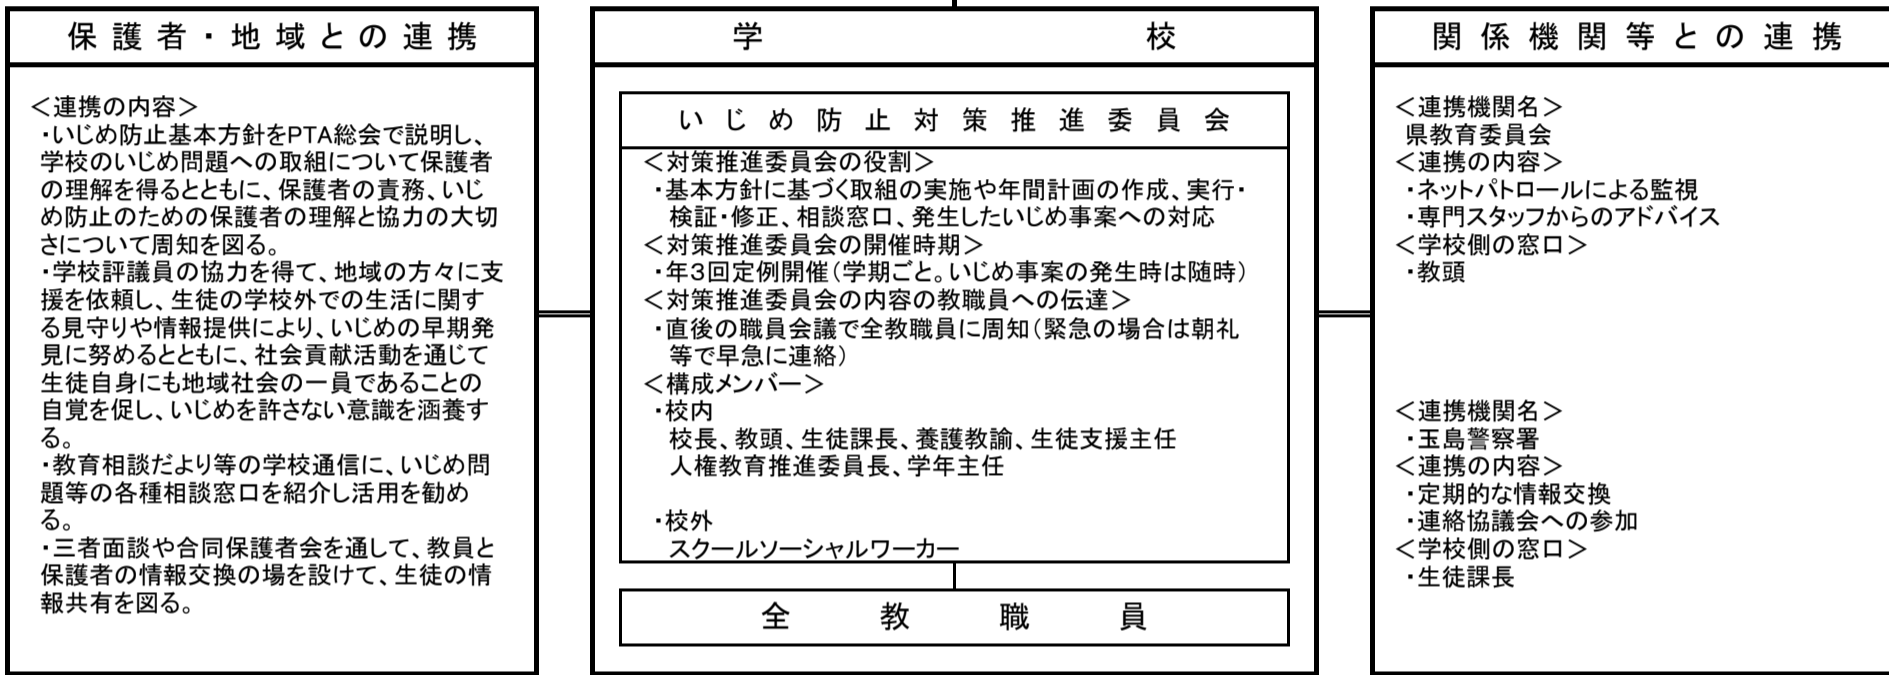 保護者・地域との連携
＜連携の内容＞
・いじめ防止基本方針をPTA総会で説明し、
学校のいじめ問題への取組について保護者
の理解を得るとともに、保護者の責務、いじ
め防止のための保護者の理解と協力の大切
さについて周知を図る。
・学校評議員の協力を得て、地域の方々に支
援を依頼し、生徒の学校外での生活に関す
る見守りや情報提供により、いじめの早期発
見に努めるとともに、社会貢献活動を通じて
生徒自身にも地域社会の一員であることの
自覚を促し、いじめを許さない意識を涵養す
る。
・教育相談だより等の学校通信に、いじめ問
題等の各種相談窓口を紹介し活用を勧め
る。
・三者面談や合同保護者会を通して、教員と
保護者の情報交換の場を設けて、生徒の情
報共有を図る。
学校
いじめ防止対策推進委員会
＜対策推進委員会の役割＞
・基本方針に基づく取組の実施や年間計画の作成、実行・
検証・修正、相談窓口、発生したいじめ事案への対応
＜対策推進委員会の開催時期＞
・年３回定例開催（学期ごと。いじめ事案の発生時は随時）
＜対策推進委員会の内容の教職員への伝達＞
・直後の職員会議で全教職員に周知（緊急の場合は朝礼
等で早急に連絡）
＜構成メンバー＞
・校内
校長、教頭、生徒課長、養護教諭、生徒支援主任
人権教育推進委員長、学年主任
・校外
スクールソーシャルワーカー
全教職員
関係機関等との連携
＜連携機関名＞
県教育委員会
＜連携の内容＞
・ネットパトロールによる監視
・専門スタッフからのアドバイス
＜学校側の窓口＞
・教頭
＜連携機関名＞
・玉島警察署
＜連携の内容＞
・定期的な情報交換
・連絡協議会への参加
＜学校側の窓口＞
・生徒課長